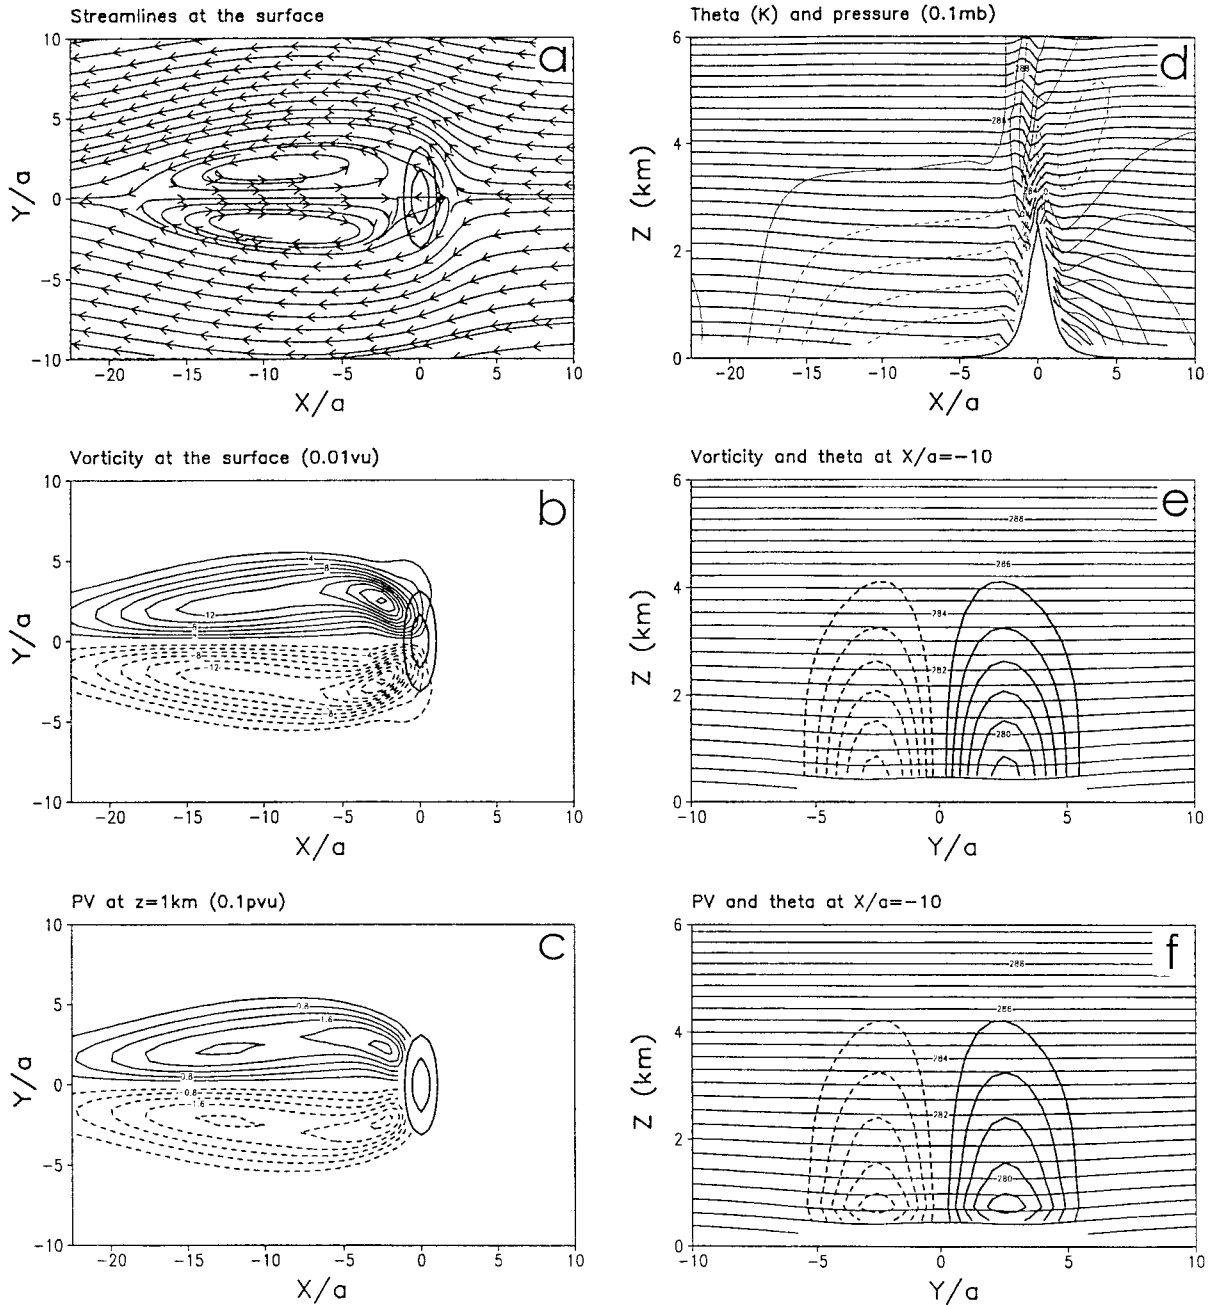 Streamlines at the surface
a
10
5
0
-5
-10
Y/a
-20 -15 -10 -5 0 5 10
X/a
Theta (K) and pressure (0.1mb)
d
6
4
2
0
Z (km)
288
286
284
-20 -15 -10 -5 0 5 10
X/a
Vorticity at the surface (0.01vu)
b
10
5
0
-5
-10
Y/a
4
8
12
-8
-12
-20 -15 -10 -5 0 5 10
X/a
Vorticity and theta at X/a=-10
e
6
4
2
0
Z (km)
288
286
284
282
280
-10 -5 0 5 10
Y/a
PV at z=1km (0.1pvu)
c
10
5
0
-5
-10
Y/a
0.8
1.6
0.8
-0.8
-1.6
-20 -15 -10 -5 0 5 10
X/a
PV and theta at X/a=-10
f
6
4
2
0
Z (km)
288
286
284
282
280
-10 -5 0 5 10
Y/a